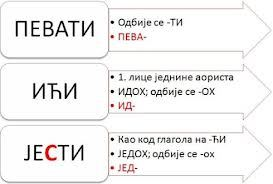 ПЕВАТИ
• Одбије се -ТИ
• ПЕВА-
ИЋИ
• 1. лице једнине аориста
• ИДОХ; одбије се -ОХ
• ИД-
ЈЕСТИ
• Као код глагола на -ЋИ
• ЈЕДОХ; одбије се -ох
• ЈЕД-